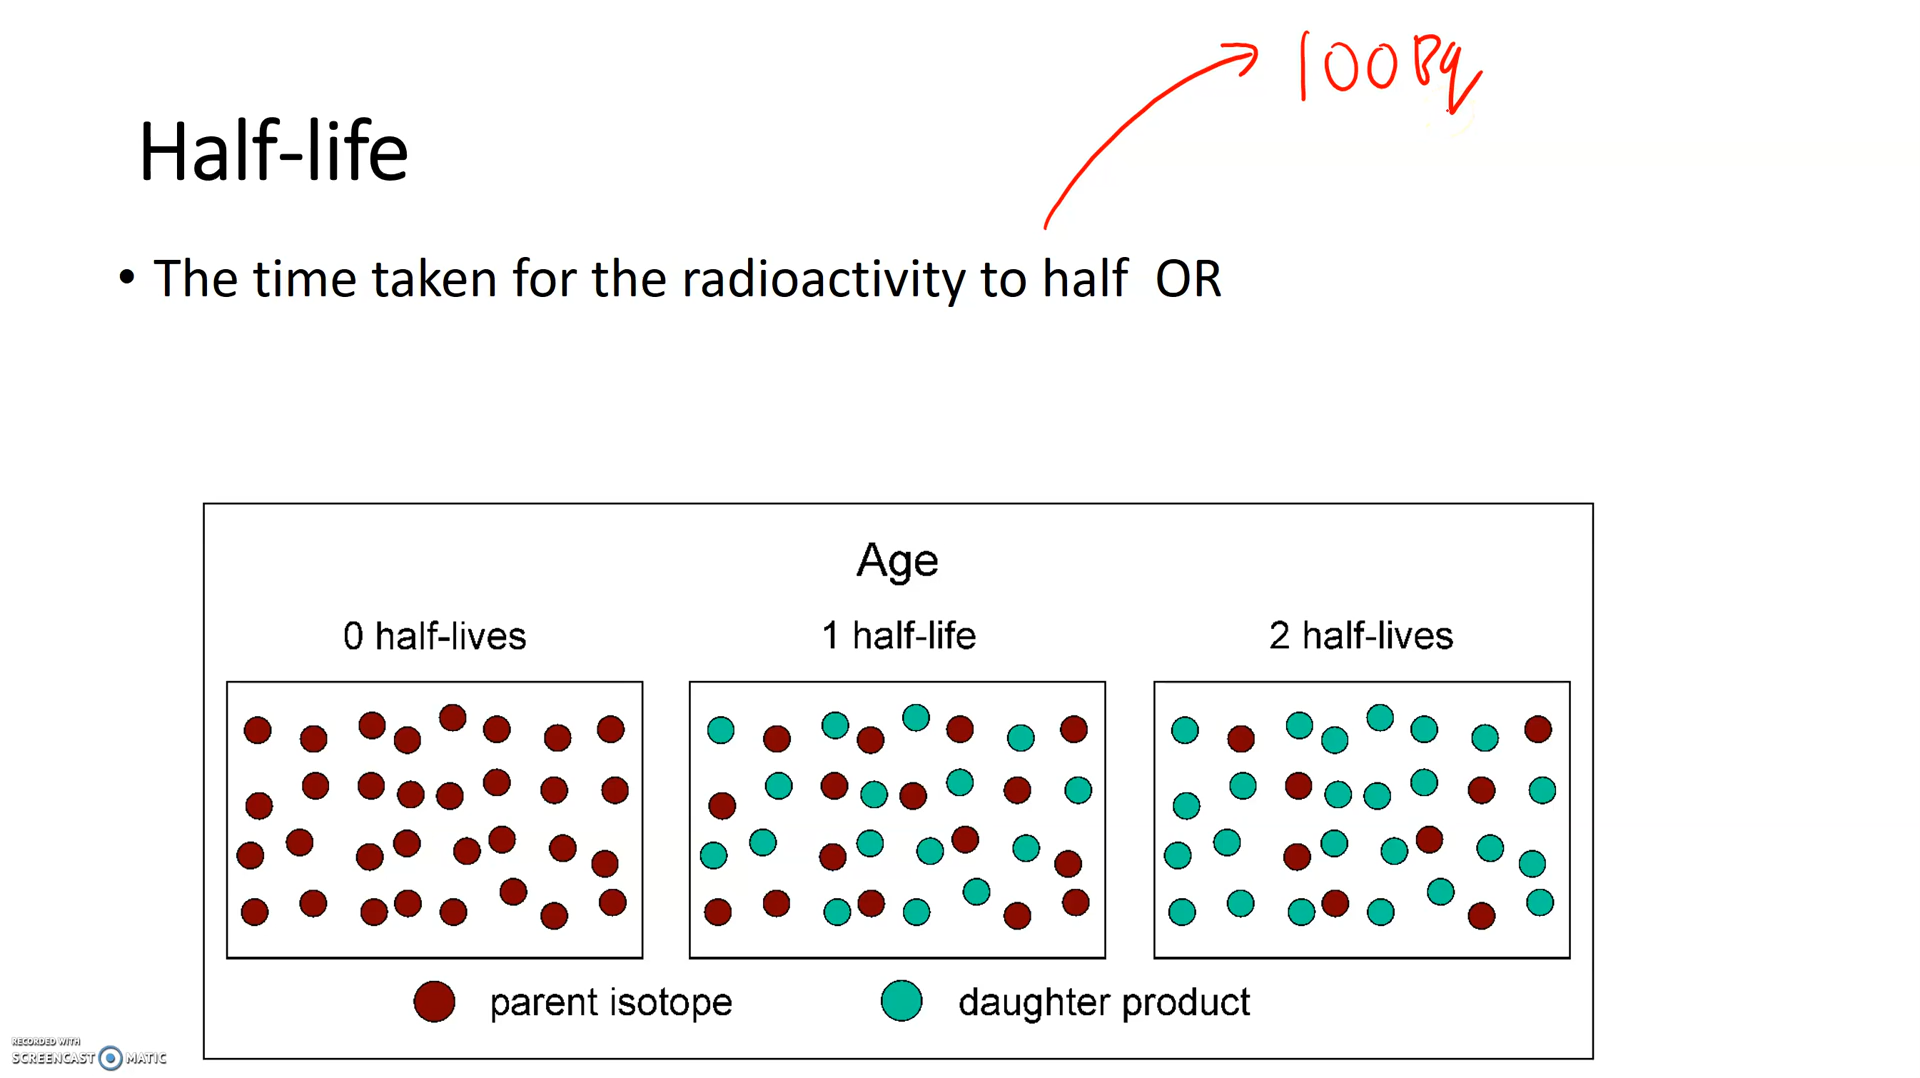 100Bq
Half-life
• The time taken for the radioactivity to half OR
Age
0 half-lives 1 half-life 2 half-lives
parent isotope daughter product
RECORDED WITH
SCREENCAST MATIC